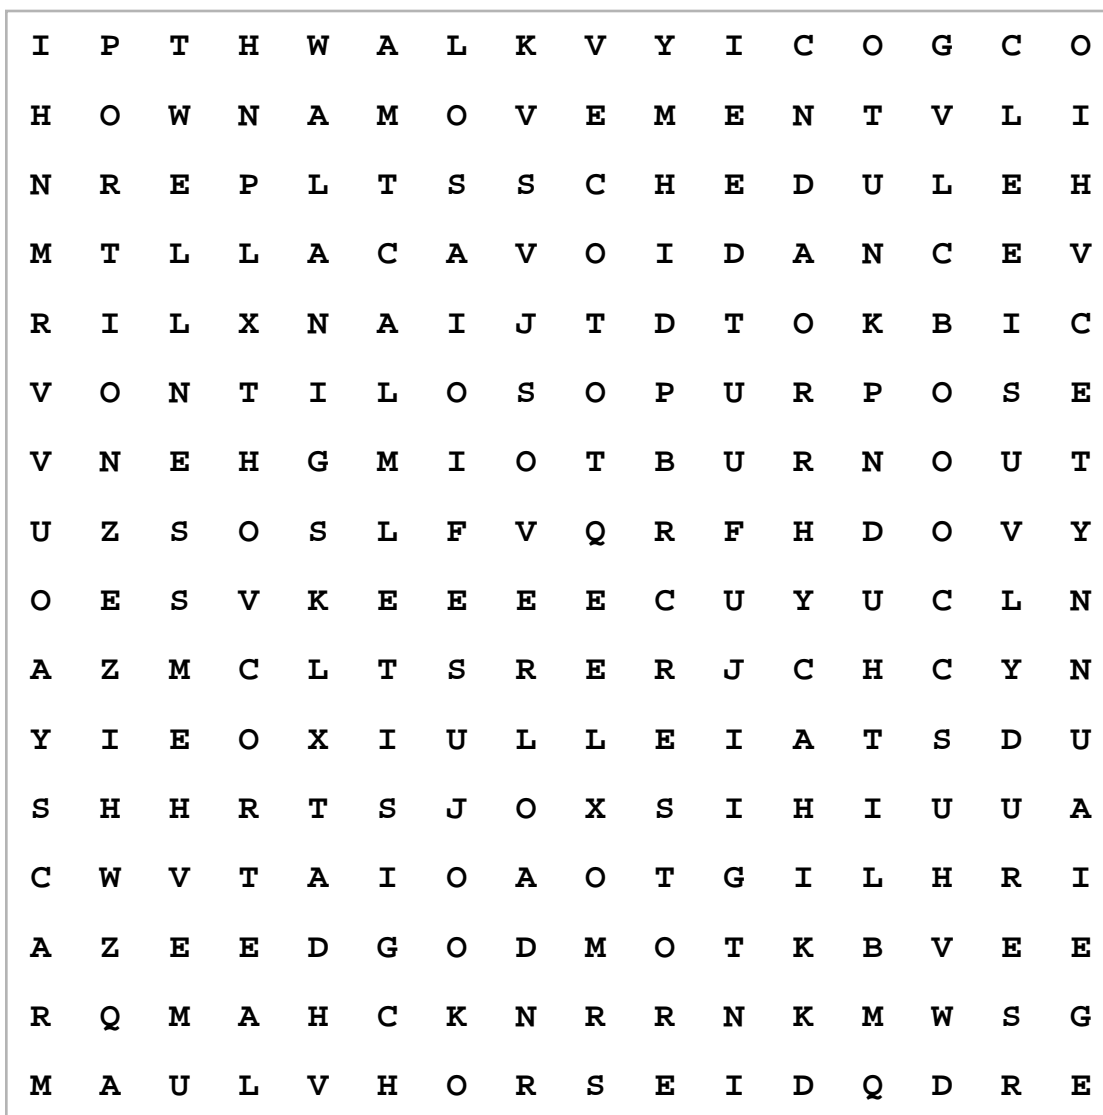 I P T H W A L K V Y I C O G C O
H O W N A M O V E M E N T V L I
N R E P L T S S C H E D U L E H
M T L L A C A V O I D A N C E V
R I L X N A I J T D T O K B I C
V O N T I L O S O P U R P O S E
V N E H G M I O T B U R N O U T
U Z S O S L F V Q R F H D O V Y
O E S V K E E E E C U Y U C L N
A Z M C L T S R E R J C H C Y N
Y I E O X I U L L E I A T S D U
S H H R T S J O X S I H I U U A
C W V T A I O A O T G I L H R I
A Z E E D G O D M O T K B V E E
R Q M A H C K N R R N K M W S G
M A U L V H O R S E I D Q D R E